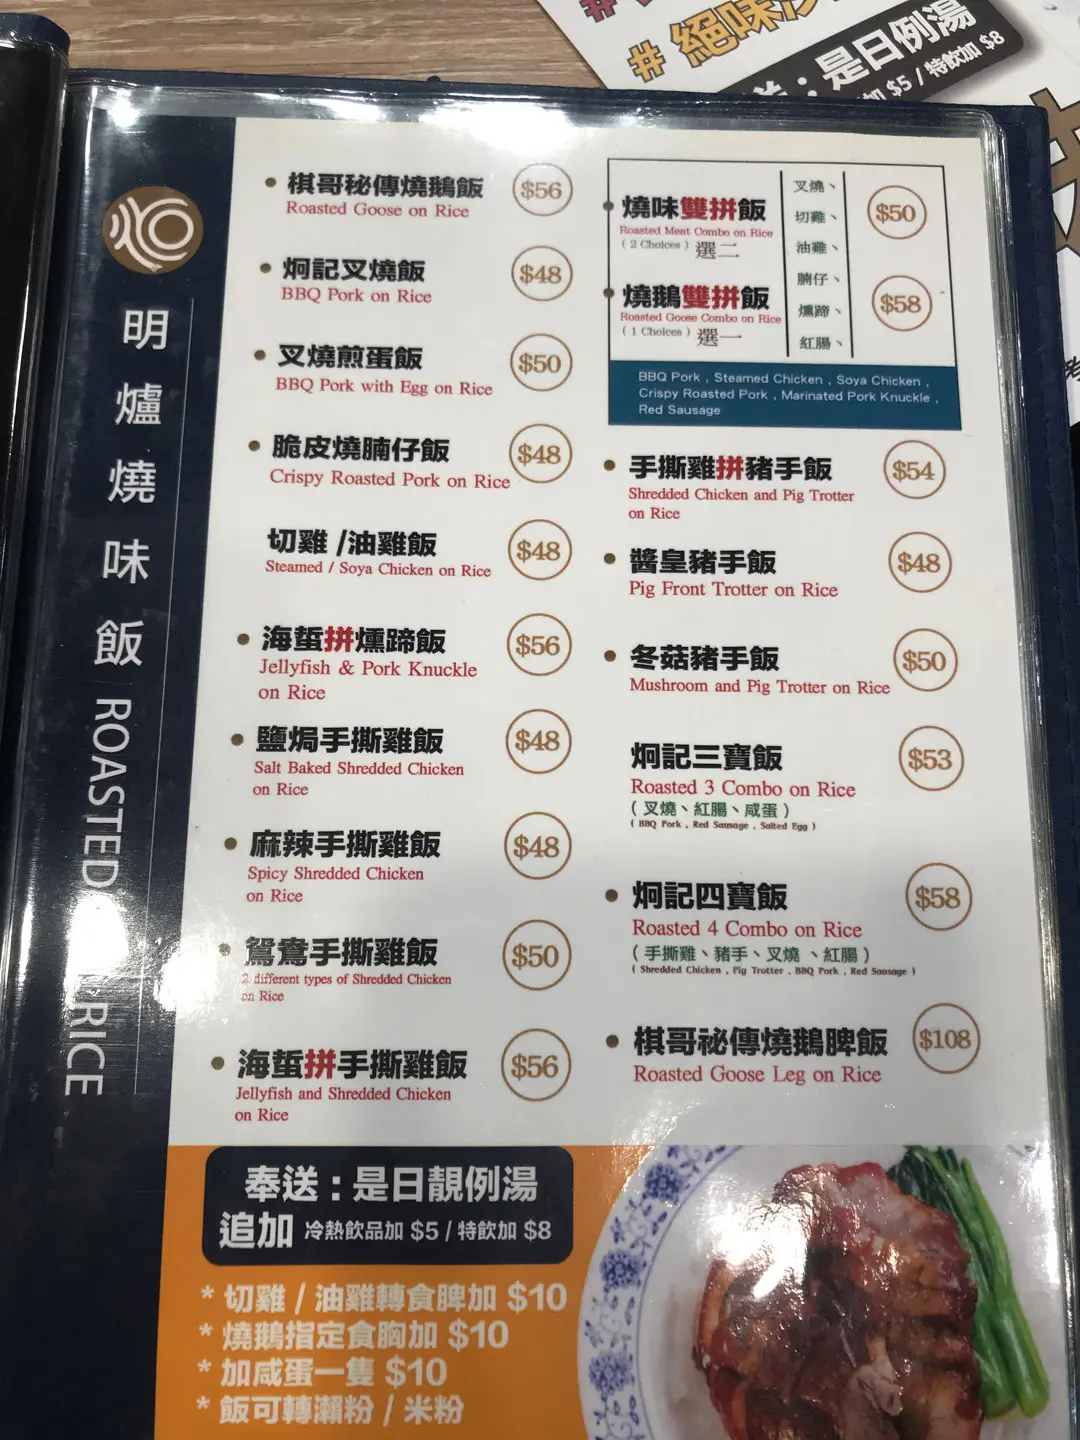 # 絕味
送：是日例湯
加 $5 / 特飲加 $8
明爐燒味飯 ROASTED
RICE
棋哥秘傳燒鵝飯 $56
Roasted Goose on Rice
炯記叉燒飯 $48
BBQ Pork on Rice
叉燒煎蛋飯 $50
BBQ Pork with Egg on Rice
脆皮燒腩仔飯 $48
Crispy Roasted Pork on Rice
切雞 /油雞飯 $48
Steamed / Soya Chicken on Rice
海蜇拼燻蹄飯 $56
Jellyfish & Pork Knuckle
on Rice
鹽焗手撕雞飯 $48
Salt Baked Shredded Chicken
on Rice
麻辣手撕雞飯 $48
Spicy Shredded Chicken
on Rice
鴛鴦手撕雞飯 $50
2 different types of Shredded Chicken
on Rice
海蜇拼手撕雞飯 $56
Jellyfish and Shredded Chicken
on Rice
燒味雙拼飯 $50
Roasted Meat Combo on Rice
( 2 Choices ) 選二
燒鵝雙拼飯 $58
Roasted Goose Combo on Rice
( 1 Choices ) 選一
叉燒、
切雞、
油雞、
腩仔、
燻蹄、
紅腸、
BBQ Pork , Steamed Chicken , Soya Chicken ,
Crispy Roasted Pork , Marinated Pork Knuckle ,
Red Sausage
手撕雞拼豬手飯 $54
Shredded Chicken and Pig Trotter
on Rice
醬皇豬手飯 $48
Pig Front Trotter on Rice
冬菇豬手飯 $50
Mushroom and Pig Trotter on Rice
炯記三寶飯 $53
Roasted 3 Combo on Rice
( 叉燒、紅腸、咸蛋 )
( BBQ Pork , Red Sausage , Salted Egg )
炯記四寶飯 $58
Roasted 4 Combo on Rice
( 手撕雞、豬手、叉燒 、紅腸 )
( Shredded Chicken , Pig Trotter , BBQ Pork , Red Sausage )
棋哥祕傳燒鵝髀飯 $108
Roasted Goose Leg on Rice
奉送 : 是日靚例湯
追加 冷熱飲品加 $5 / 特飲加 $8
* 切雞 / 油雞轉食髀加 $10
* 燒鵝指定食胸加 $10
* 加咸蛋一隻 $10
* 飯可轉瀨粉 / 米粉